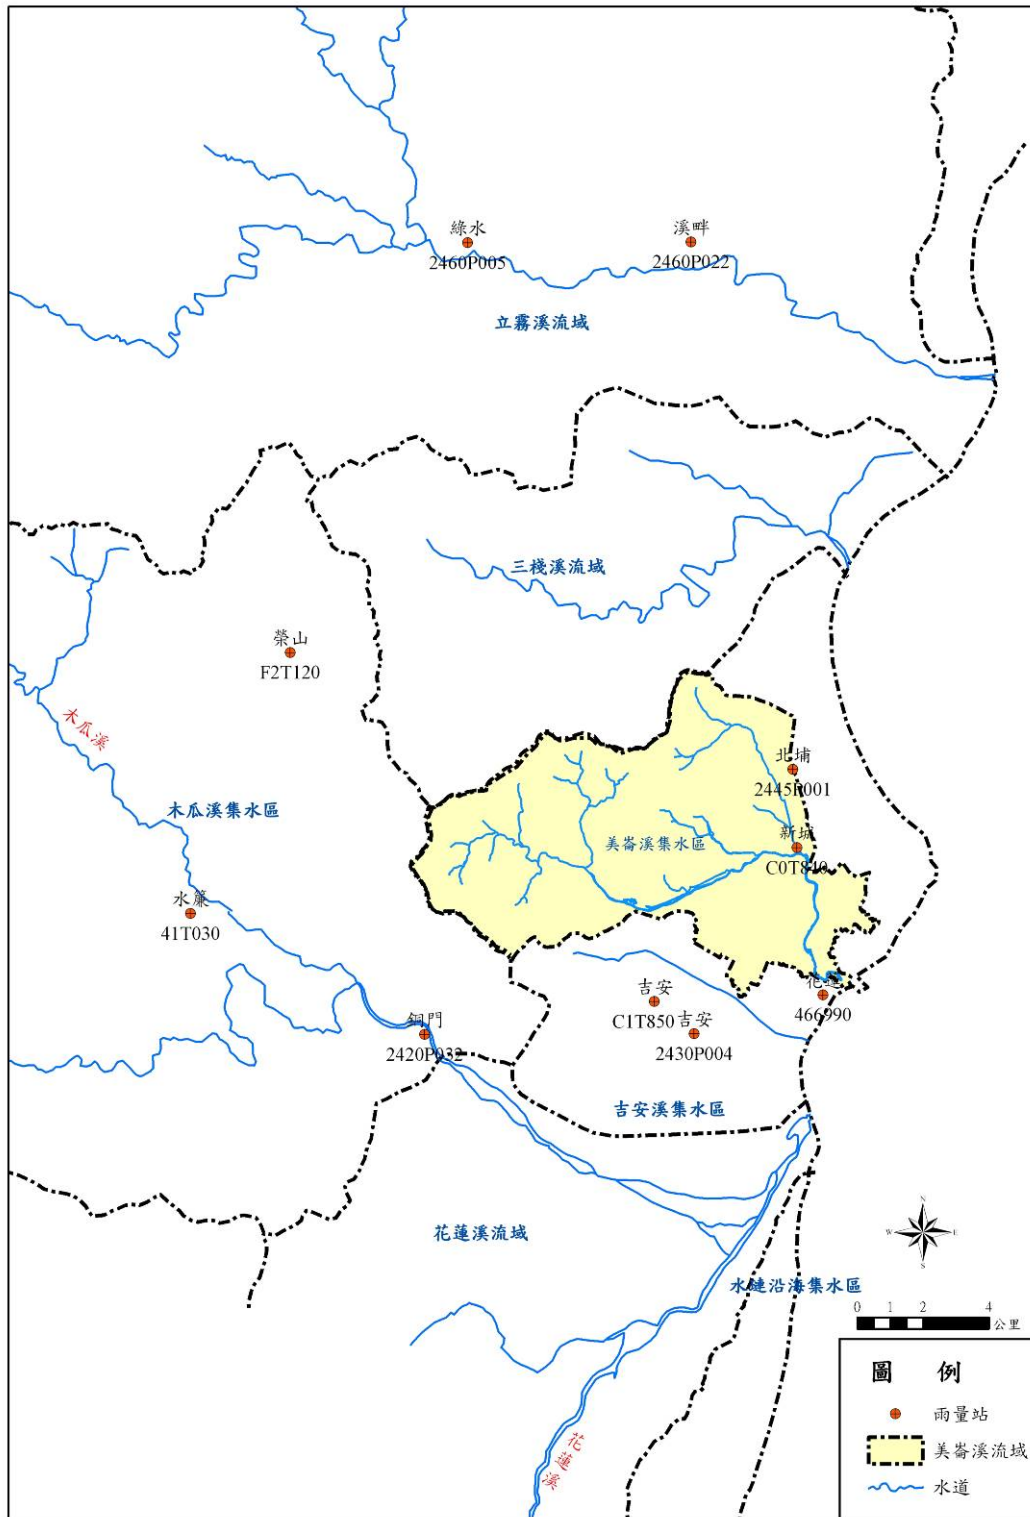 綠水
2460P005
溪畔
2460P022
立霧溪流域
三棧溪流域
榮山
F2T120
木瓜溪
北埔
2445P001
木瓜溪集水區
新城
美崙溪集水區
C0T840
水簾
41T030
花蓮
466990
吉安
C1T850
吉安
2430P004
銅門
2420P032
吉安溪集水區
花蓮溪流域
水璉沿海集水區
N
W
E
S
0 1 2 4
公里
圖 例
雨量站
美崙溪流域
水道
花蓮溪